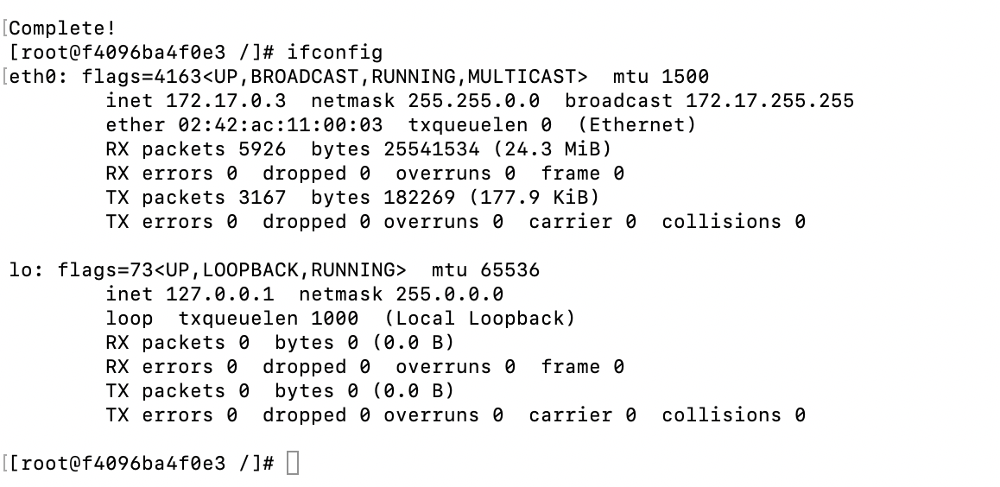 [Complete!
[root@f4096ba4f0e3 /]# ifconfig
[eth0: flags=4163<UP,BROADCAST,RUNNING,MULTICAST>  mtu 1500
        inet 172.17.0.3  netmask 255.255.0.0  broadcast 172.17.255.255
        ether 02:42:ac:11:00:03  txqueuelen 0  (Ethernet)
        RX packets 5926  bytes 25541534 (24.3 MiB)
        RX errors 0  dropped 0  overruns 0  frame 0
        TX packets 3167  bytes 182269 (177.9 KiB)
        TX errors 0  dropped 0 overruns 0  carrier 0  collisions 0

lo: flags=73<UP,LOOPBACK,RUNNING>  mtu 65536
        inet 127.0.0.1  netmask 255.0.0.0
        loop  txqueuelen 1000  (Local Loopback)
        RX packets 0  bytes 0 (0.0 B)
        RX errors 0  dropped 0  overruns 0  frame 0
        TX packets 0  bytes 0 (0.0 B)
        TX errors 0  dropped 0 overruns 0  carrier 0  collisions 0

[[root@f4096ba4f0e3 /]#